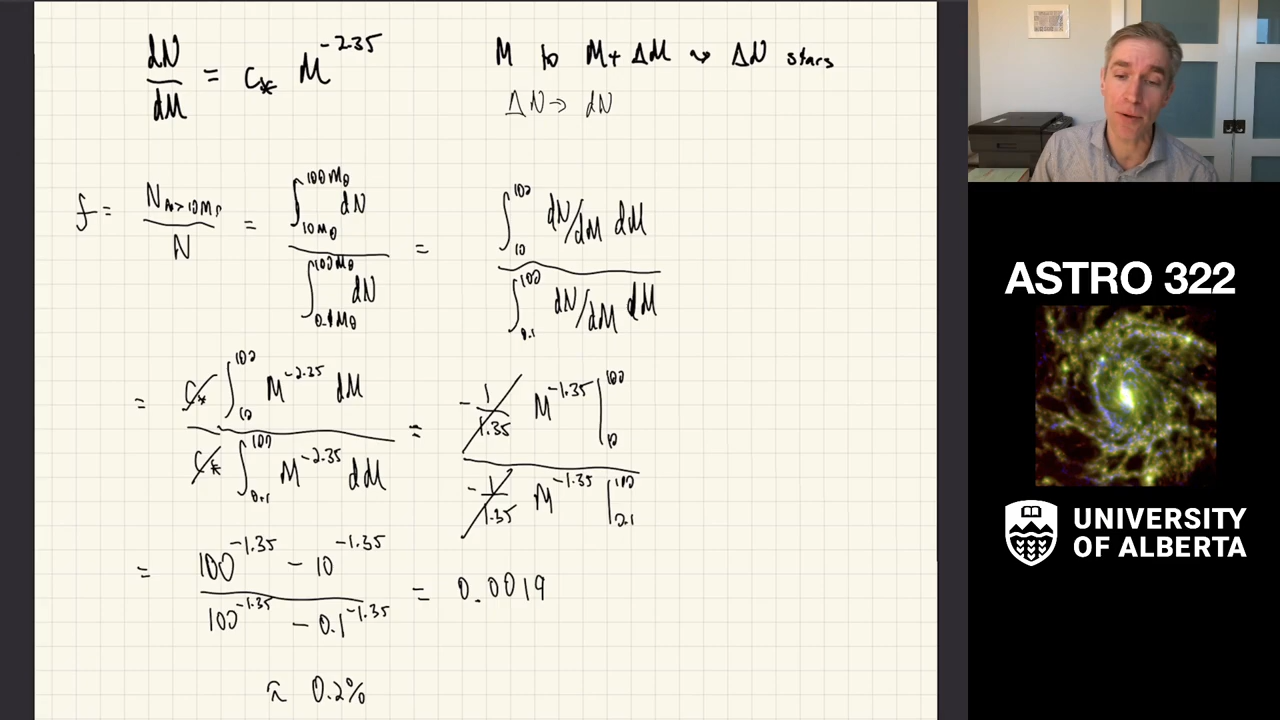 dN/dM = C* M^-2.35
M to M + ΔM ~> ΔN stars
ΔN → dN
f = N_M>10M⊙ / N = ∫_10M⊙^100M⊙ dN / ∫_0.1M⊙^100M⊙ dN = ∫_10^100 dN/dM dM / ∫_0.1^100 dN/dM dM
= C* ∫_10^100 M^-2.35 dM / C* ∫_0.1^100 M^-2.35 dM = -1/1.35 M^-1.35 |_10^100 / -1/1.35 M^-1.35 |_0.1^100
= 100^-1.35 - 10^-1.35 / 100^-1.35 - 0.1^-1.35 = 0.0019
≈ 0.2%
ASTRO 322
UNIVERSITY
OF ALBERTA